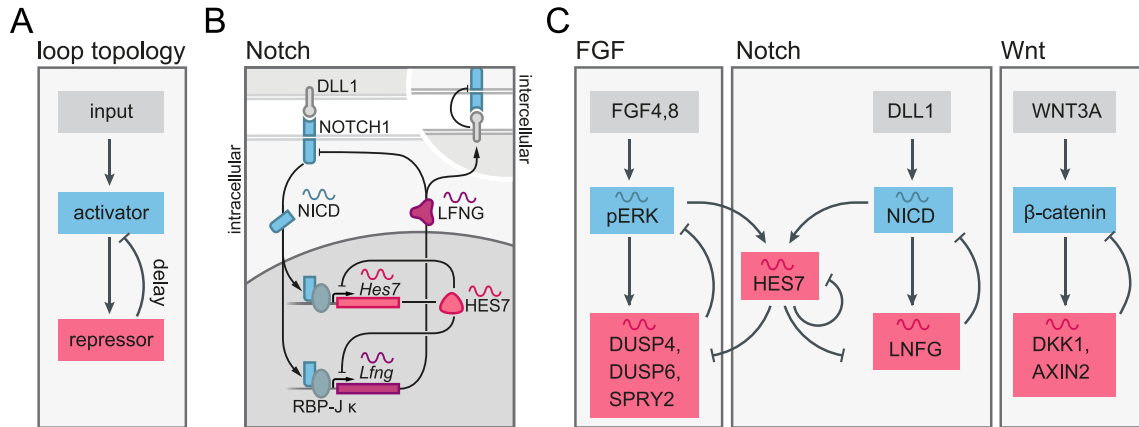 A
loop topology
input
activator
delay
repressor
B
Notch
DLL1
NOTCH1
intercellular
intracellular
NICD
LFNG
Hes7
HES7
Lfng
RBP-J κ
C
FGF
Notch
Wnt
FGF4,8
DLL1
WNT3A
pERK
NICD
β-catenin
HES7
DUSP4,
DUSP6,
SPRY2
LNFG
DKK1,
AXIN2